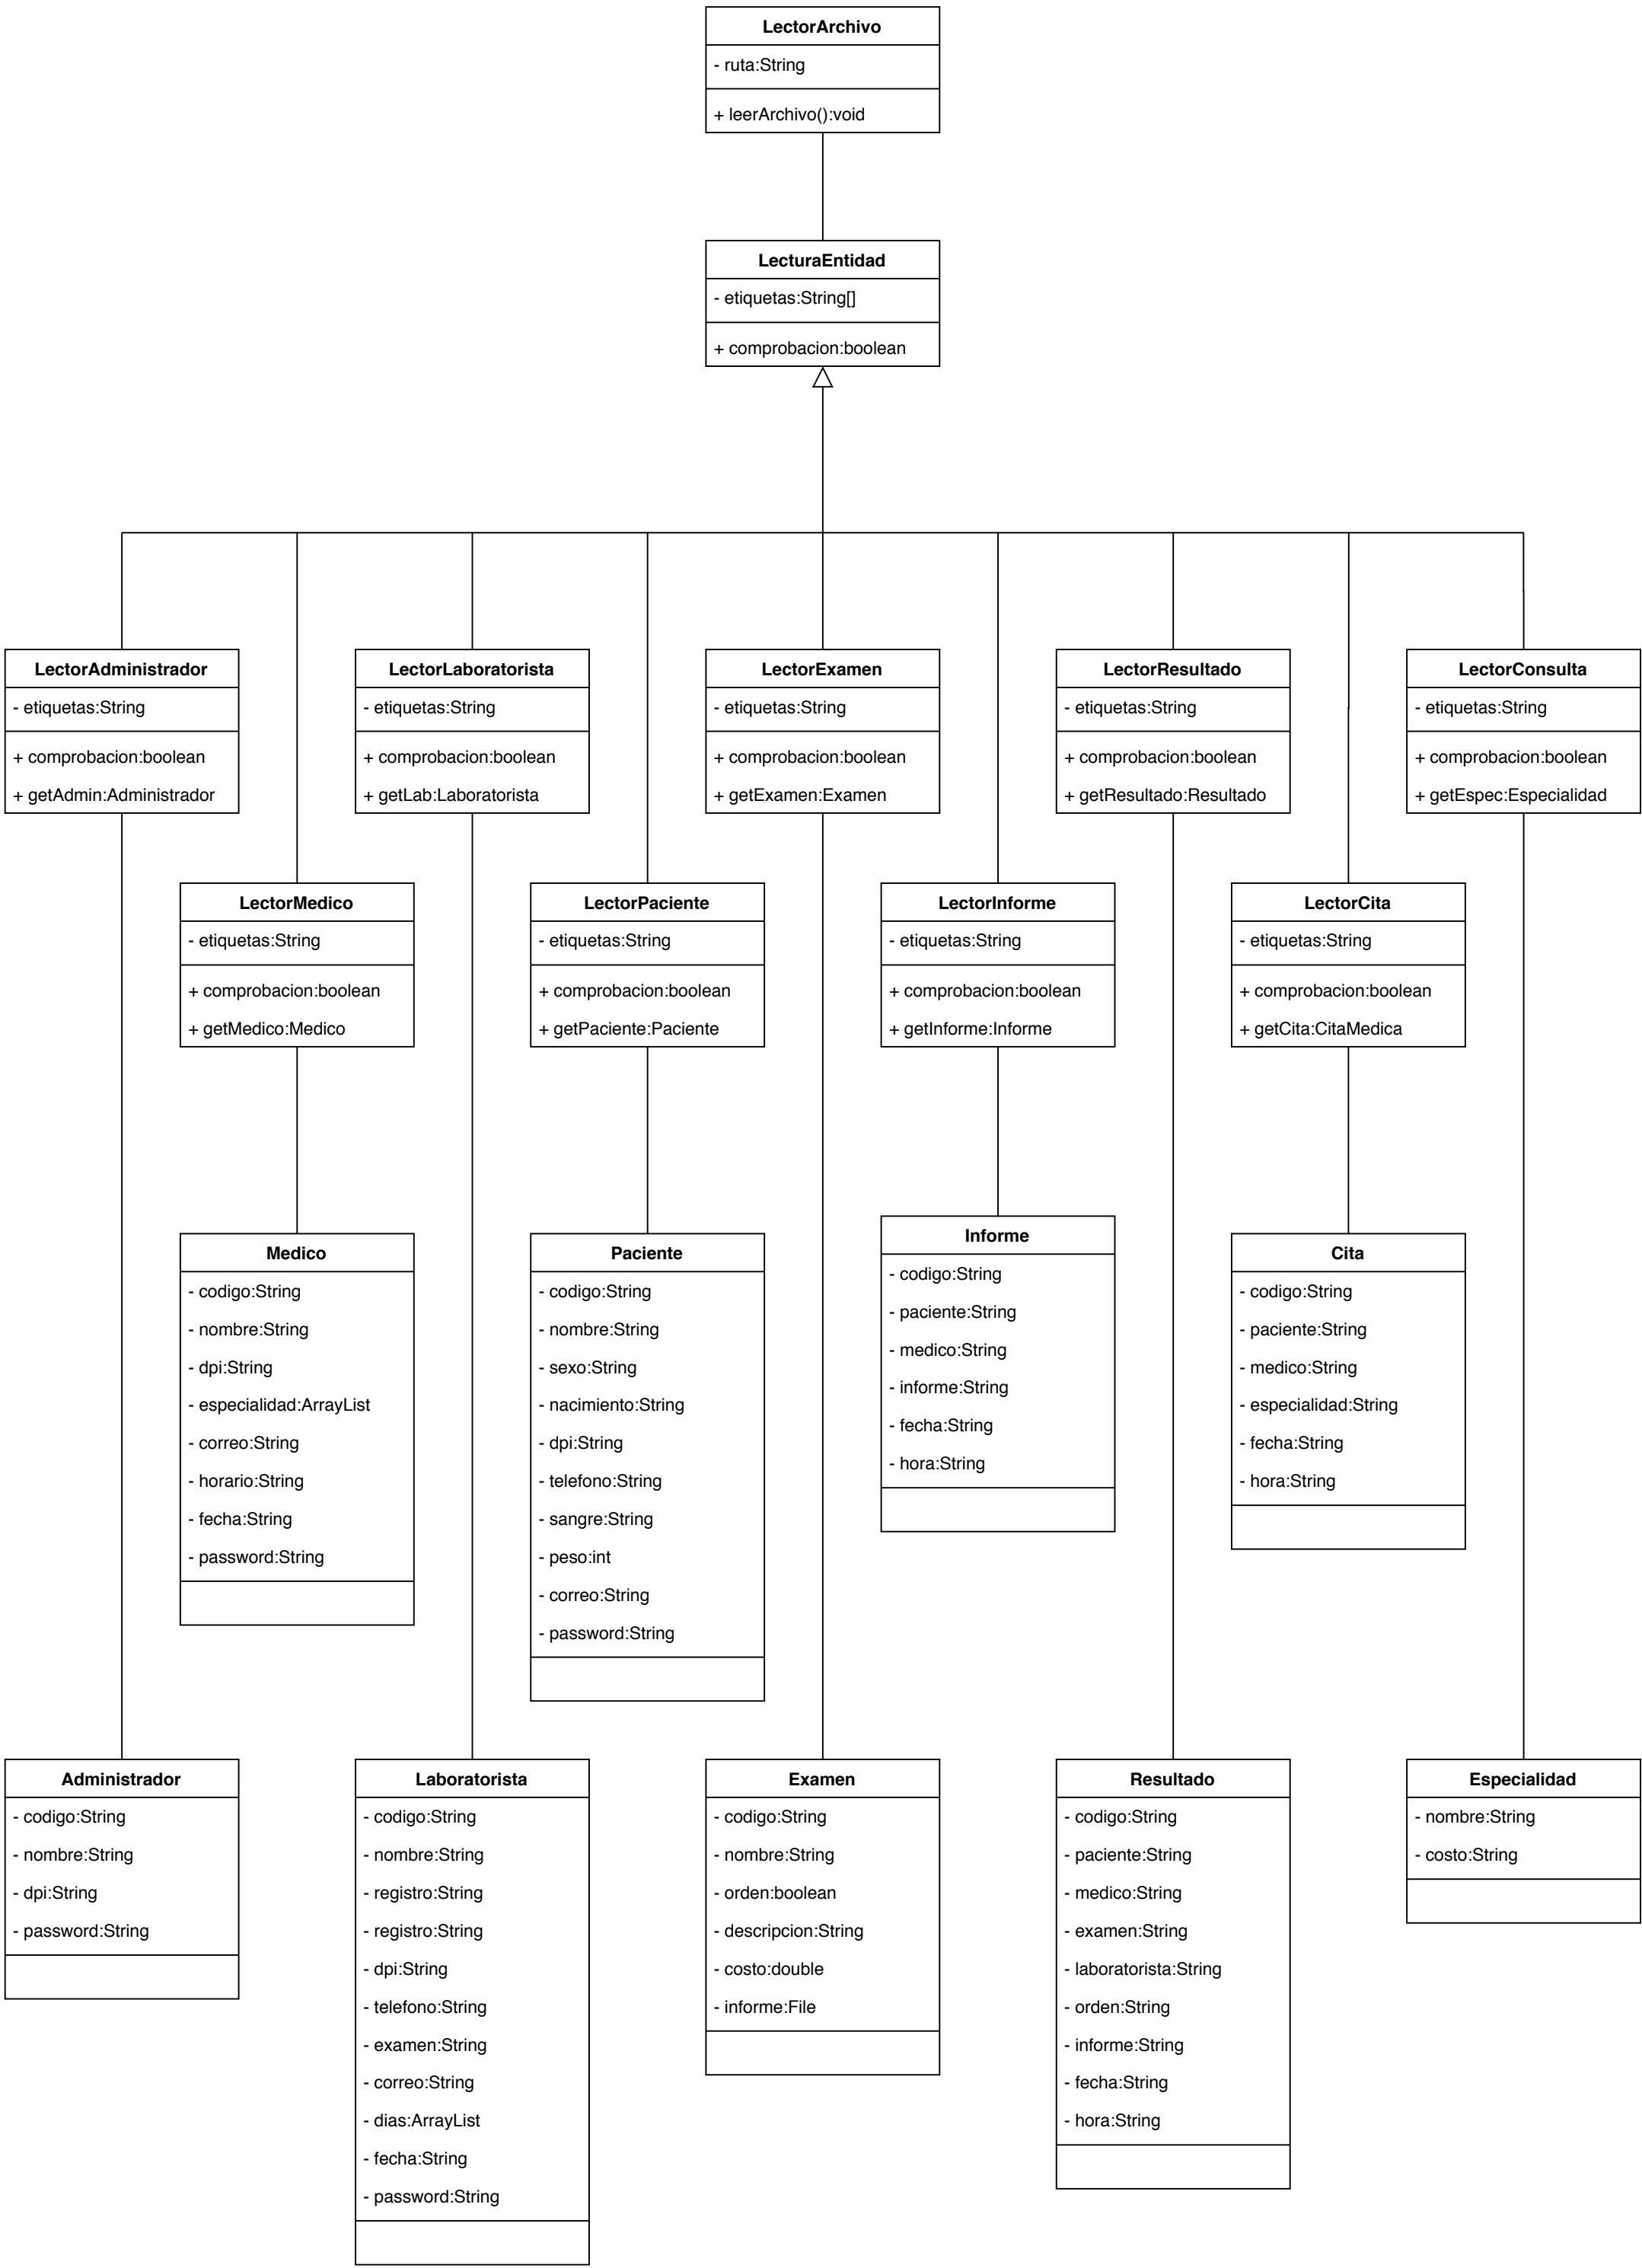 LectorArchivo
- ruta:String
+ leerArchivo():void
LecturaEntidad
- etiquetas:String[]
+ comprobacion:boolean
LectorAdministrador
- etiquetas:String
+ comprobacion:boolean
+ getAdmin:Administrador
LectorLaboratorista
- etiquetas:String
+ comprobacion:boolean
+ getLab:Laboratorista
LectorExamen
- etiquetas:String
+ comprobacion:boolean
+ getExamen:Examen
LectorResultado
- etiquetas:String
+ comprobacion:boolean
+ getResultado:Resultado
LectorConsulta
- etiquetas:String
+ comprobacion:boolean
+ getEspec:Especialidad
LectorMedico
- etiquetas:String
+ comprobacion:boolean
+ getMedico:Medico
LectorPaciente
- etiquetas:String
+ comprobacion:boolean
+ getPaciente:Paciente
LectorInforme
- etiquetas:String
+ comprobacion:boolean
+ getInforme:Informe
LectorCita
- etiquetas:String
+ comprobacion:boolean
+ getCita:CitaMedica
Medico
- codigo:String
- nombre:String
- dpi:String
- especialidad:ArrayList
- correo:String
- horario:String
- fecha:String
- password:String
Paciente
- codigo:String
- nombre:String
- sexo:String
- nacimiento:String
- dpi:String
- telefono:String
- sangre:String
- peso:int
- correo:String
- password:String
Informe
- codigo:String
- paciente:String
- medico:String
- informe:String
- fecha:String
- hora:String
Cita
- codigo:String
- paciente:String
- medico:String
- especialidad:String
- fecha:String
- hora:String
Administrador
- codigo:String
- nombre:String
- dpi:String
- password:String
Laboratorista
- codigo:String
- nombre:String
- registro:String
- registro:String
- dpi:String
- telefono:String
- examen:String
- correo:String
- dias:ArrayList
- fecha:String
- password:String
Examen
- codigo:String
- nombre:String
- orden:boolean
- descripcion:String
- costo:double
- informe:File
Resultado
- codigo:String
- paciente:String
- medico:String
- examen:String
- laboratorista:String
- orden:String
- informe:String
- fecha:String
- hora:String
Especialidad
- nombre:String
- costo:String